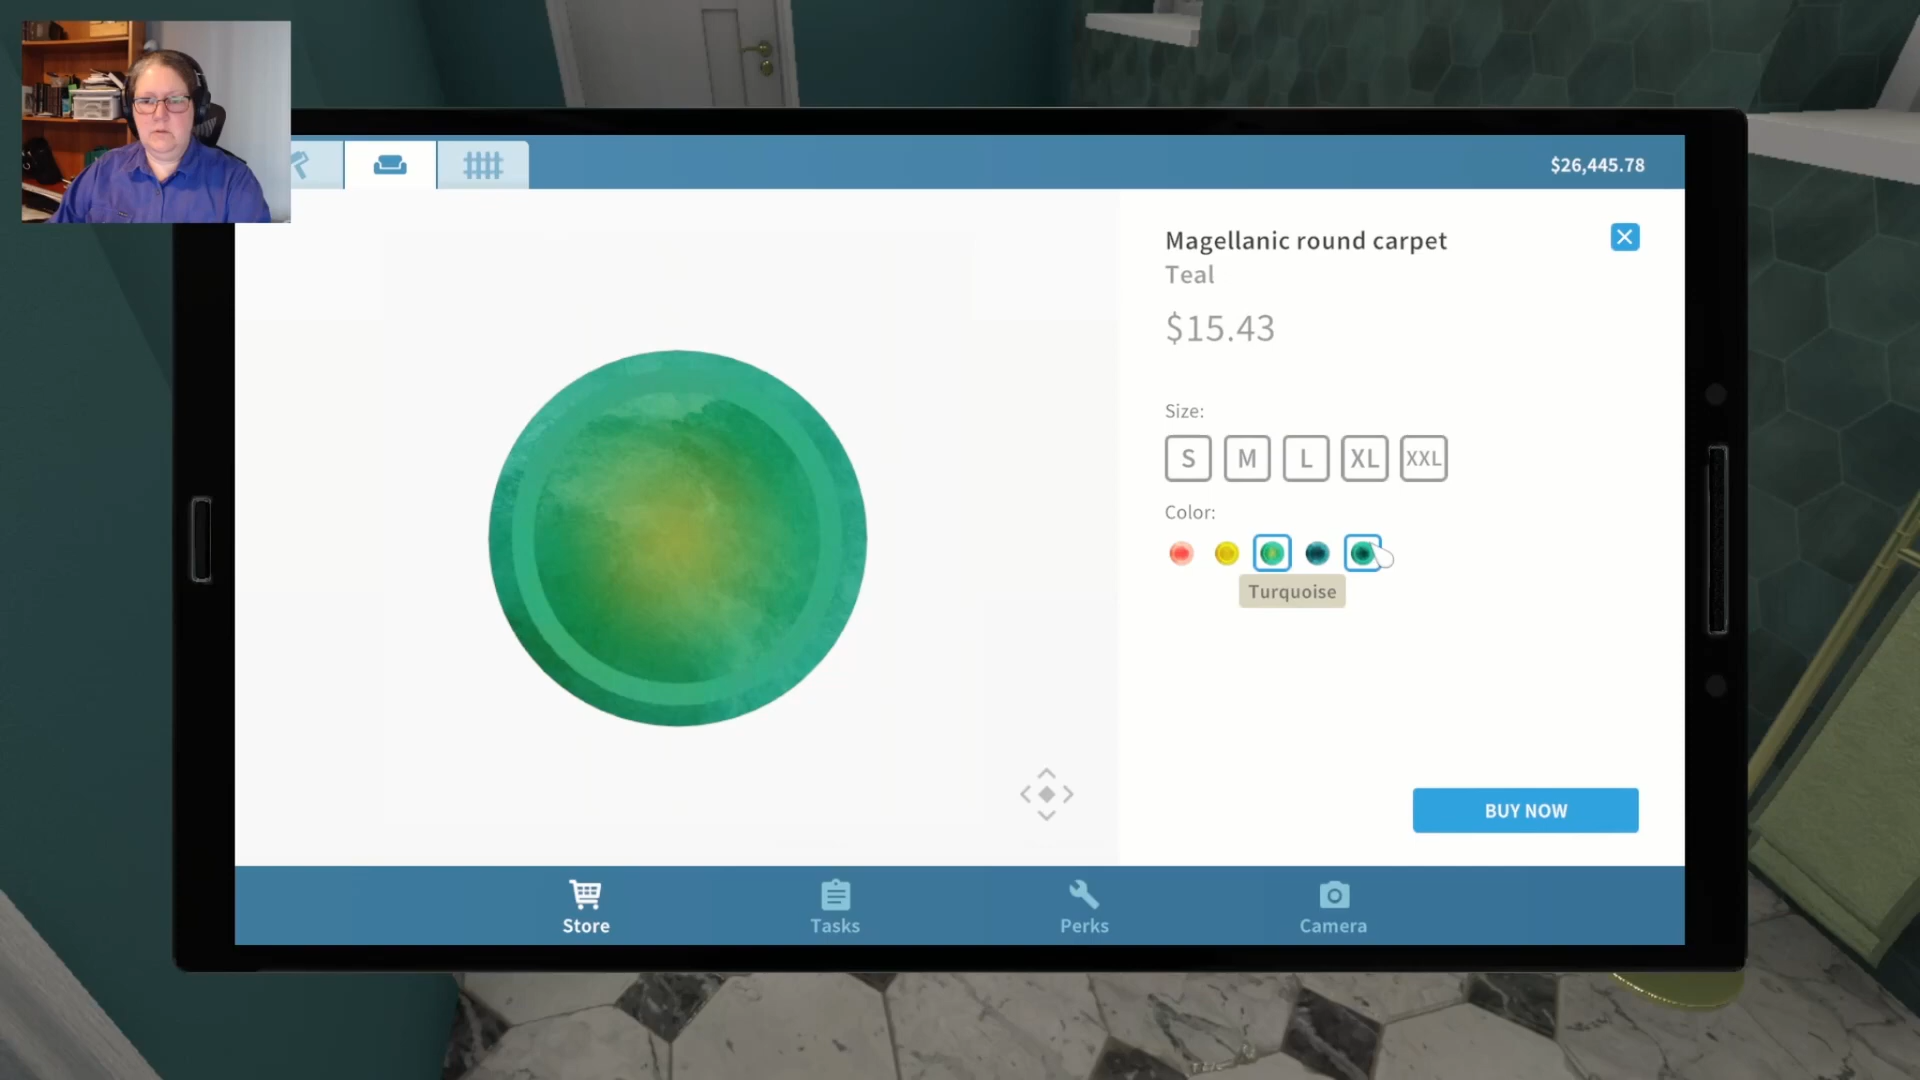 $26,445.78
Magellanic round carpet
Teal
$15.43
Size:
S M L XL XXL
Color:
Turquoise
BUY NOW
Store Tasks Perks Camera